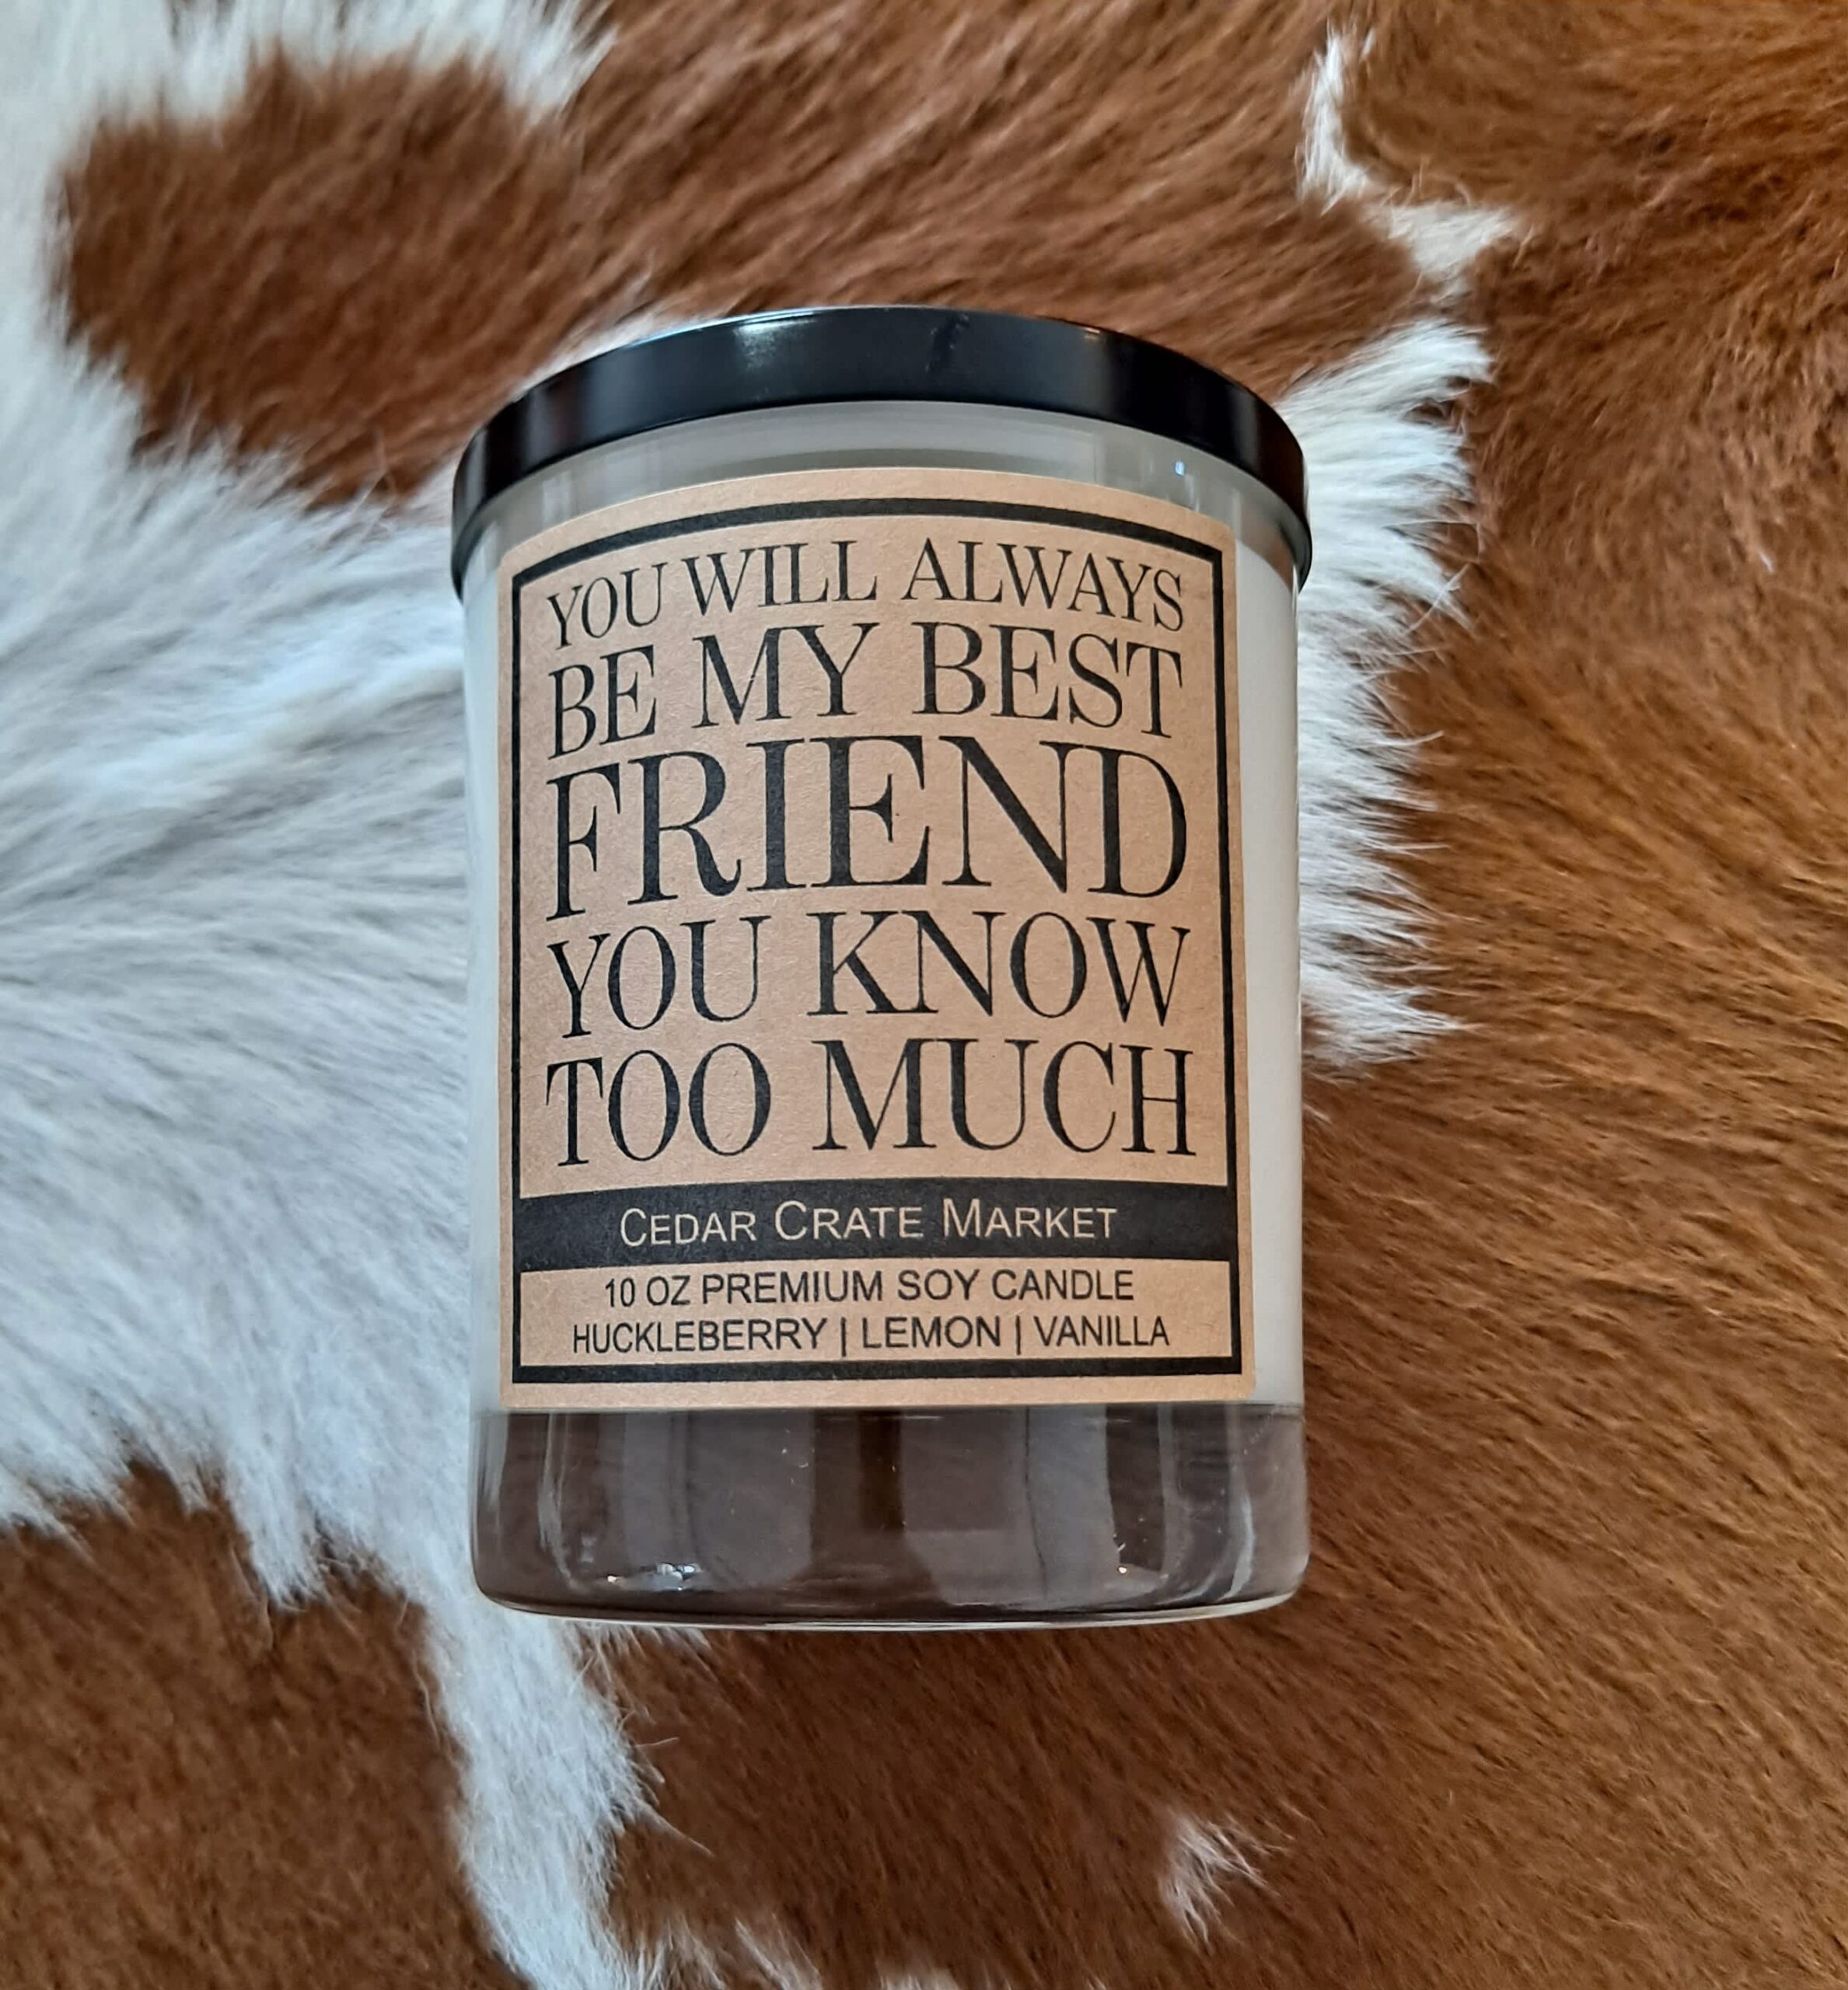 YOU WILL ALWAYS
BE MY BEST
FRIEND
YOU KNOW
TOO MUCH
CEDAR CRATE MARKET
10 OZ PREMIUM SOY CANDLE
HUCKLEBERRY | LEMON | VANILLA